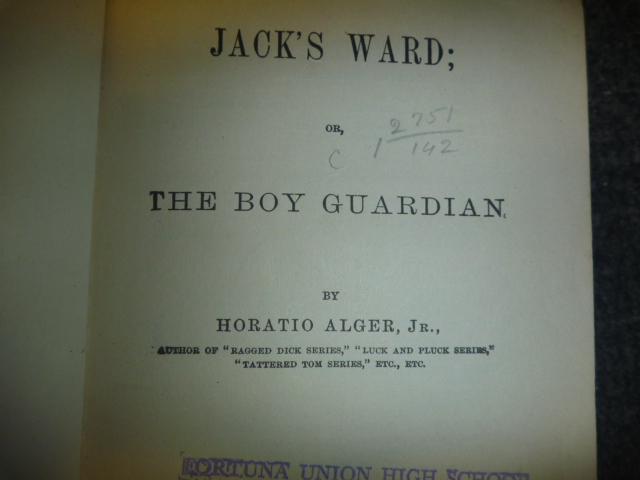 JACK'S WARD;
OR,
2751
1 142
C
THE BOY GUARDIAN.
BY
HORATIO ALGER, JR.,
AUTHOR OF "RAGGED DICK SERIES," "LUCK AND PLUCK SERIES,"
"TATTERED TOM SERIES," ETC., ETC.
FORTUNA UNION HIGH SCHOOL